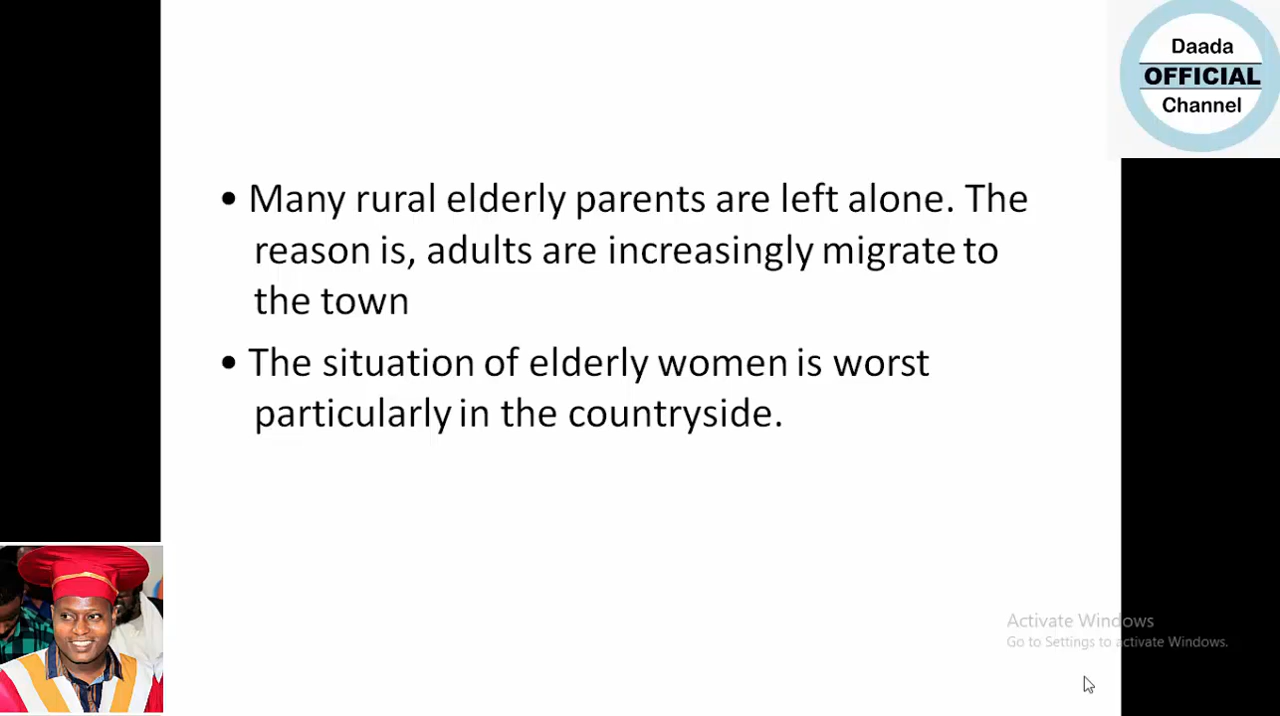 Daada
OFFICIAL
Channel
• Many rural elderly parents are left alone. The
reason is, adults are increasingly migrate to
the town
• The situation of elderly women is worst
particularly in the countryside.
Activate Windows
Go to Settings to activate Windows.